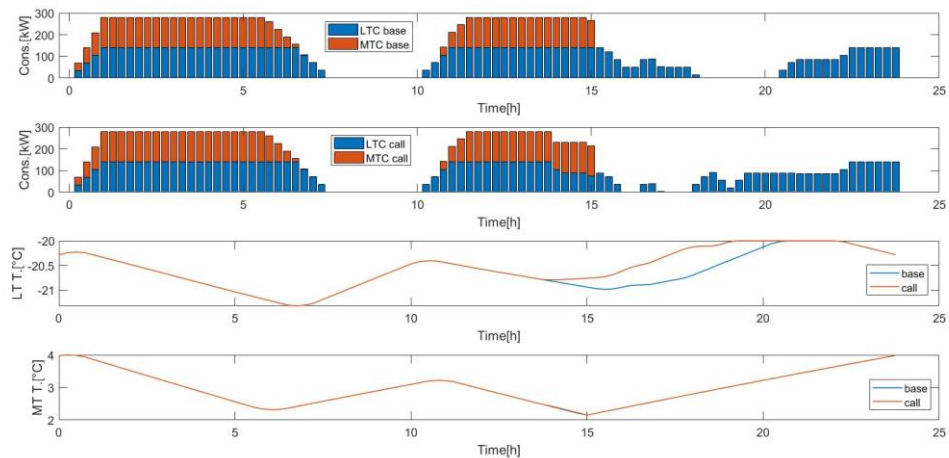 Cons.[kW]
300
200
100
0
LTC base
MTC base
0 5 10 15 20 25
Time[h]
Cons.[kW]
300
200
100
0
LTC call
MTC call
0 5 10 15 20 25
Time[h]
LT T.[°C]
-20
-20.5
-21
base
call
0 5 10 15 20 25
Time[h]
MT T.[°C]
4
3
2
base
call
0 5 10 15 20 25
Time[h]